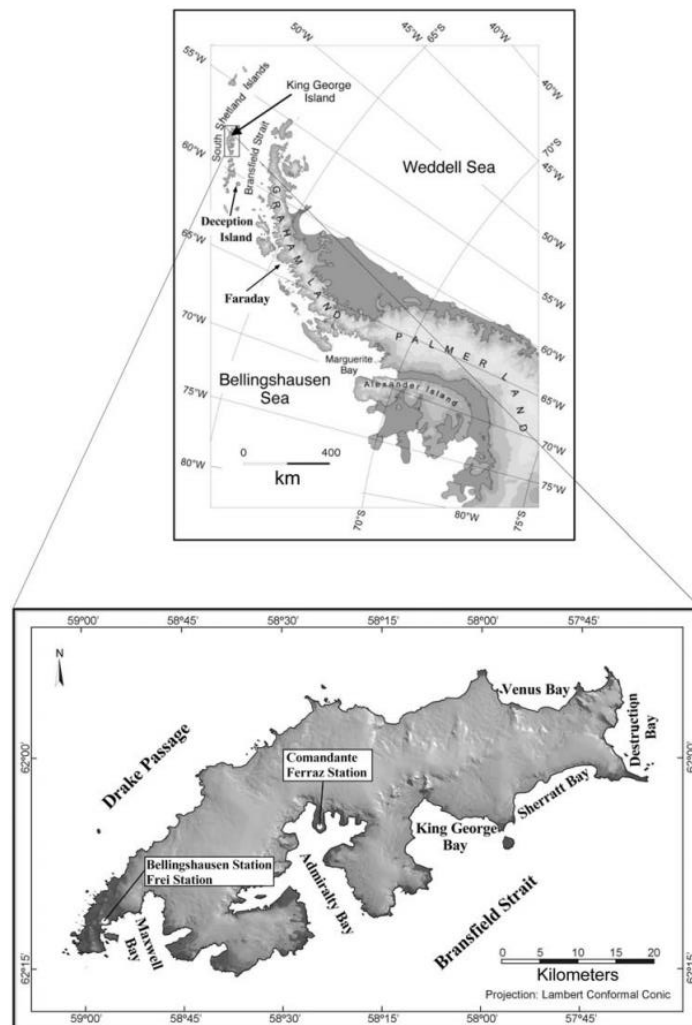 50°W
45°W
65°S
40°W
55°W
South Shetland Islands
King George
Island
40°W
60°W
Bransfield Strait
Weddell Sea
70°S
45°W
Deception
Island
GRAHAM LAND
50°W
65°W
Faraday
55°W
70°W
PALMER LAND
60°W
Marguerite
Bay
Bellingshausen
Sea
Alexander Island
65°W
75°W
0 400
km
70°W
80°W
75°W
70°S
80°W
75°S
59°00' 58°45' 58°30' 58°15' 58°00' 57°45'
N
Venus Bay
Destruction
Bay
Drake Passage
Comandante
Ferraz Station
62°00'
62°00'
Sherratt Bay
King George
Bay
Bellingshausen Station
Frei Station
Admiralty Bay
Bransfield Strait
Maxwell
Bay
0 5 10 15 20
Kilometers
62°15'
62°15'
Projection: Lambert Conformal Conic
59°00' 58°45' 58°30' 58°15' 58°00' 57°45'